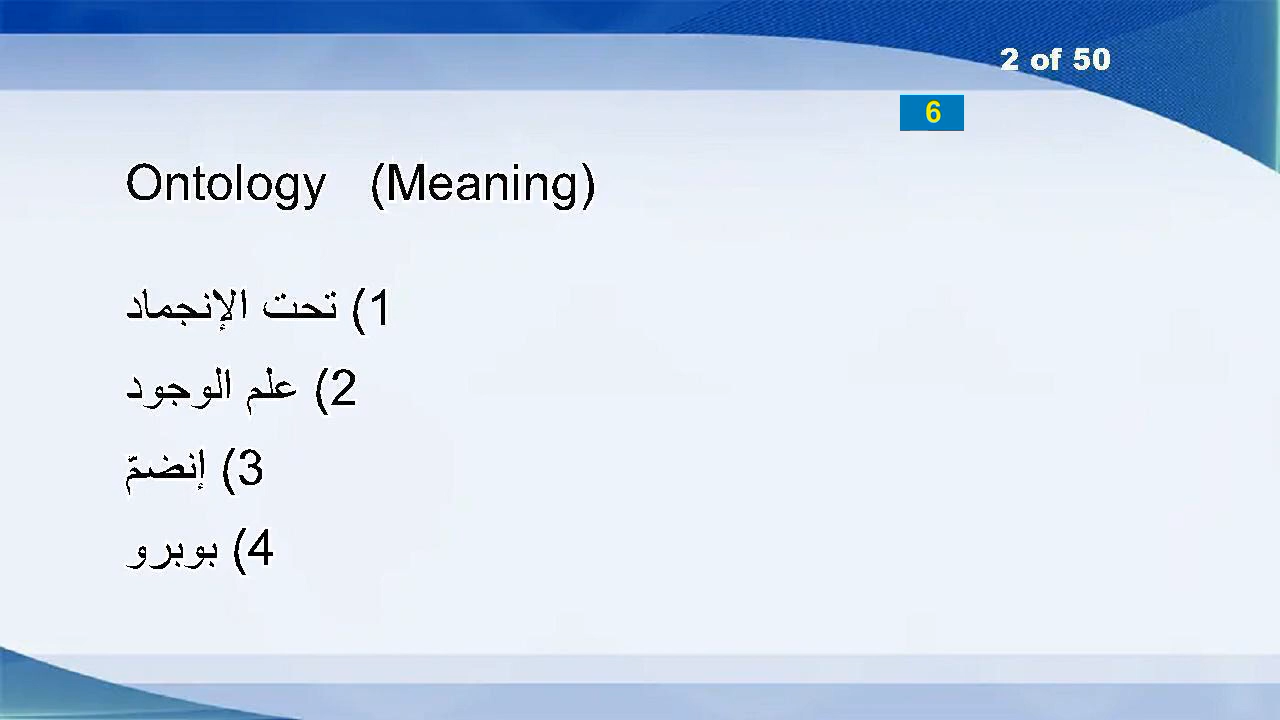 2 of 50
6
Ontology (Meaning)
1) تحت الإنجماد
2) علم الوجود
3) إنضمّ
4) بوبرو